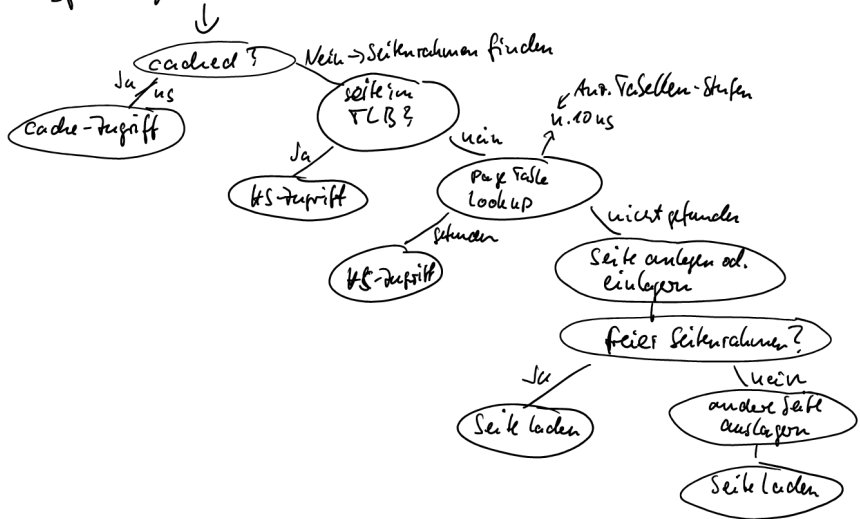 cached?
Nein → Seitenrahmen finden
Ja
ns
Cache-Zugriff
seite im
TLB?
Anz. Tabellen-Stufen
n·10ns
Ja
nein
HS-Zugriff
Page Table
Lookup
gefunden
nicht gefunden
HS-Zugriff
Seite anlegen od.
einlagern
freier Seitenrahmen?
Ja
nein
Seite laden
andere Seite
auslagern
Seite laden